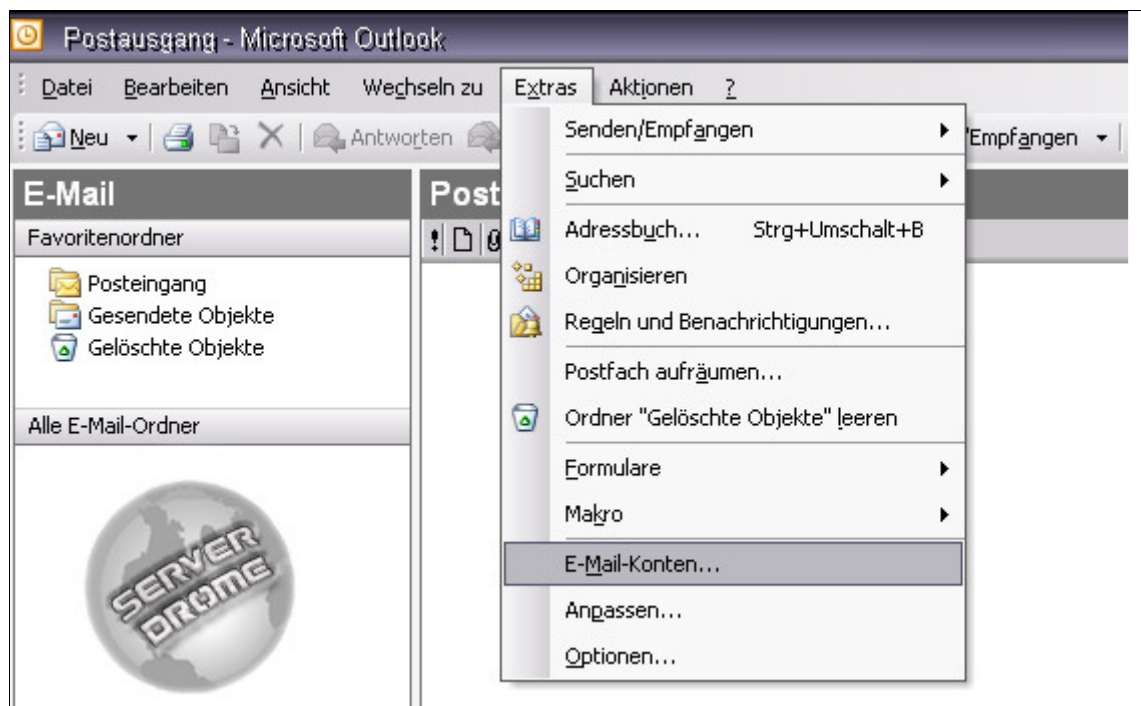 Postausgang - Microsoft Outlook
Datei Bearbeiten Ansicht Wechseln zu Extras Aktionen ?
Neu Antworten Empfangen
E-Mail
Post
Favoritenordner
Posteingang
Gesendete Objekte
Gelöschte Objekte
Alle E-Mail-Ordner
SERVER
DROME
Senden/Empfangen
Suchen
Adressbuch... Strg+Umschalt+B
Organisieren
Regeln und Benachrichtigungen...
Postfach aufräumen...
Ordner "Gelöschte Objekte" leeren
Formulare
Makro
E-Mail-Konten...
Anpassen...
Optionen...